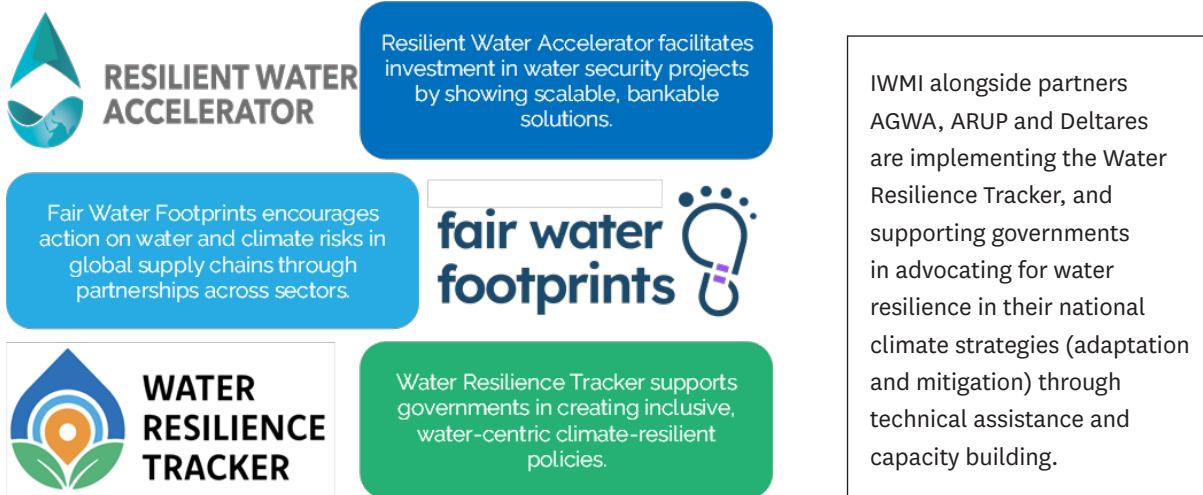 RESILIENT WATER
ACCELERATOR
Resilient Water Accelerator facilitates
investment in water security projects
by showing scalable, bankable
solutions.
Fair Water Footprints encourages
action on water and climate risks in
global supply chains through
partnerships across sectors.
fair water
footprints
WATER
RESILIENCE
TRACKER
Water Resilience Tracker supports
governments in creating inclusive,
water-centric climate-resilient
policies.
IWMI alongside partners
AGWA, ARUP and Deltares
are implementing the Water
Resilience Tracker, and
supporting governments
in advocating for water
resilience in their national
climate strategies (adaptation
and mitigation) through
technical assistance and
capacity building.